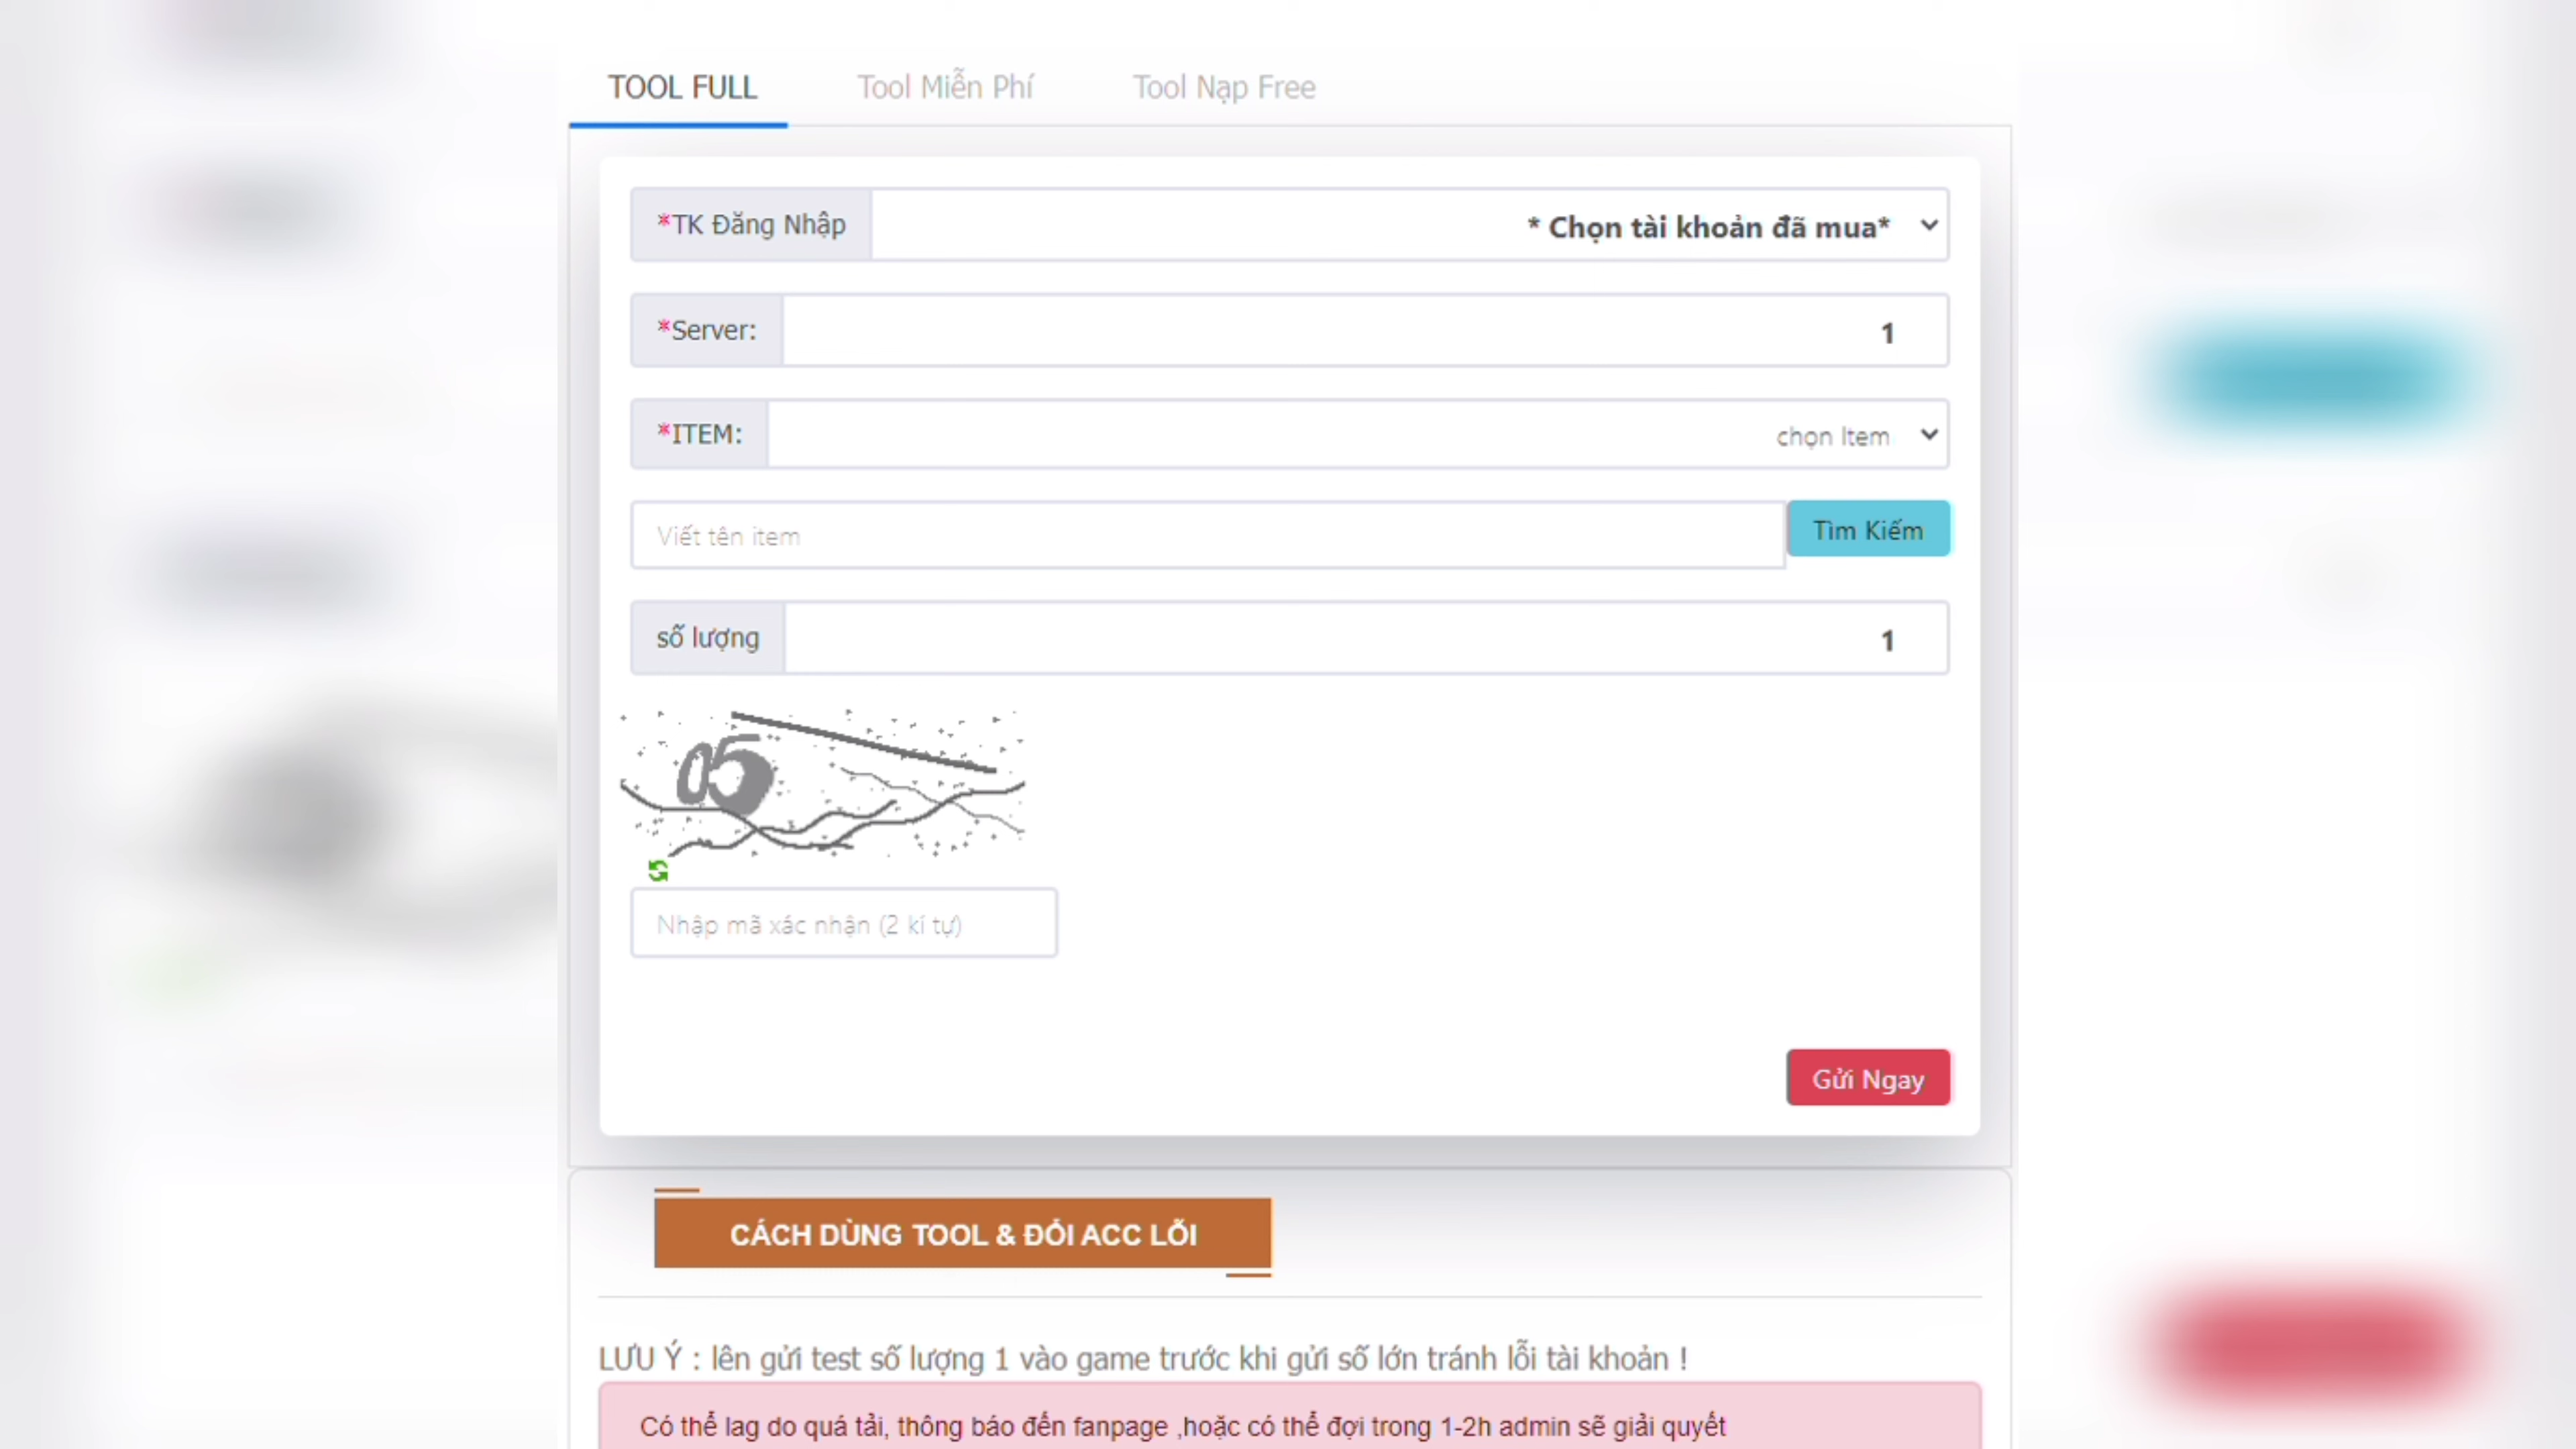 TOOL FULL Tool Miễn Phí Tool Nạp Free
*TK Đăng Nhập * Chọn tài khoản đã mua*
*Server: 1
*ITEM: chọn Item
Viết tên item Tìm Kiếm
số lượng 1
05
Nhập mã xác nhận (2 kí tự)
Gửi Ngay
CÁCH DÙNG TOOL & ĐỔI ACC LỖI
LƯU Ý : lên gửi test số lượng 1 vào game trước khi gửi số lớn tránh lỗi tài khoản !
Có thể lag do quá tải, thông báo đến fanpage ,hoặc có thể đợi trong 1-2h admin sẽ giải quyết